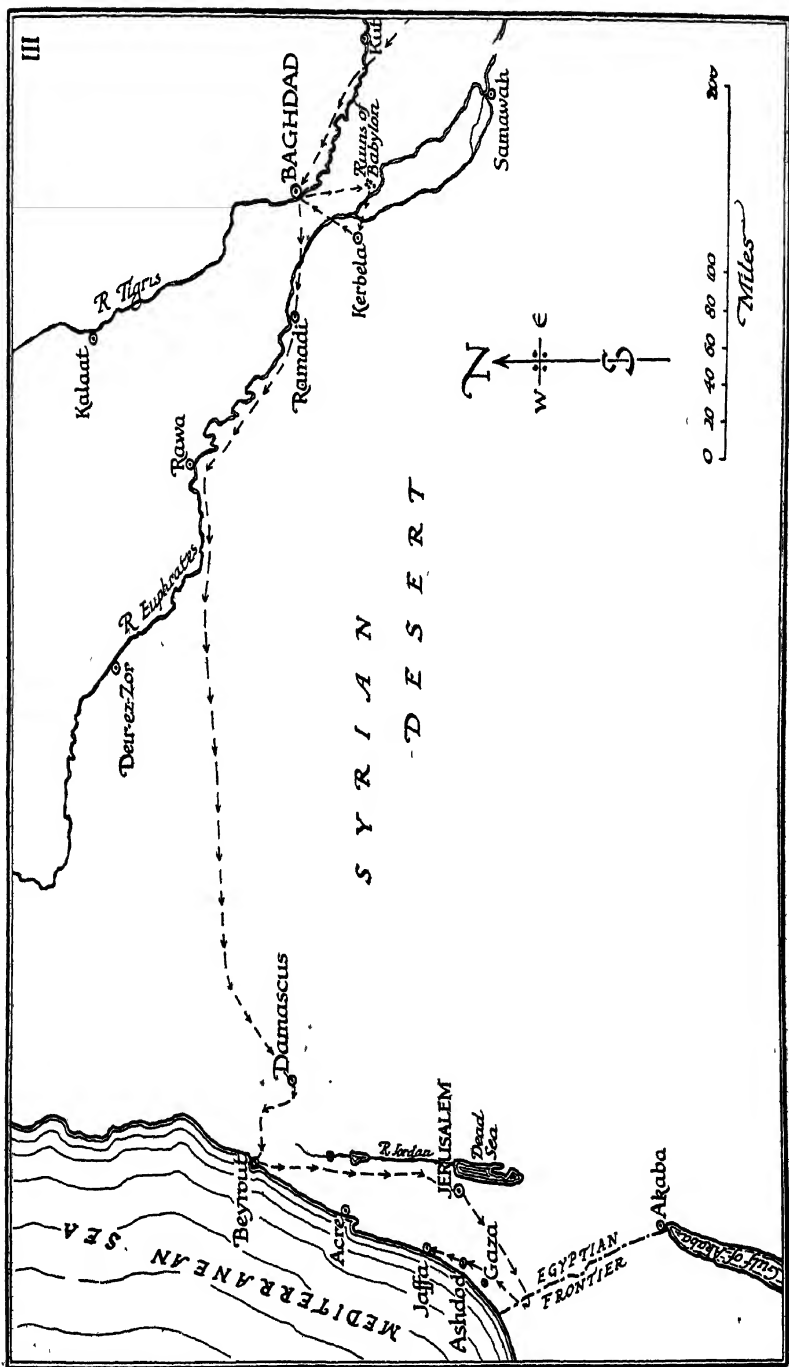 III
MEDITERRANEAN SEA
Beyrout
Damascus
Acre
Jaffa
Ashdod
Gaza
JERUSALEM
R. Jordan
Dead
Sea
EGYPTIAN
FRONTIER
Akaba
Gulf of Akaba
SYRIAN
DESERT
Deir-ez-Zor
R Euphrates
Rawa
Kalaat
R Tigris
Ramadi
BAGHDAD
Kerbela
Ruins of
Babylon
Kut
Samawah
N
W E
S
0 20 40 60 80 100 200
Miles